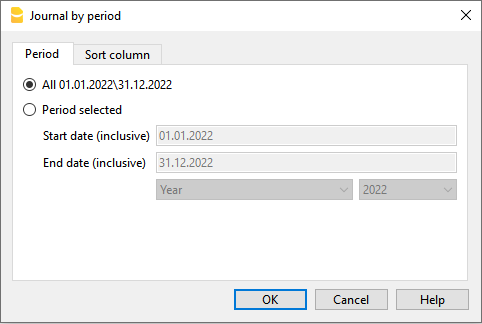 Journal by period
Period Sort column
All 01.01.2022\31.12.2022
Period selected
Start date (inclusive) 01.01.2022
End date (inclusive) 31.12.2022
Year 2022
OK Cancel Help